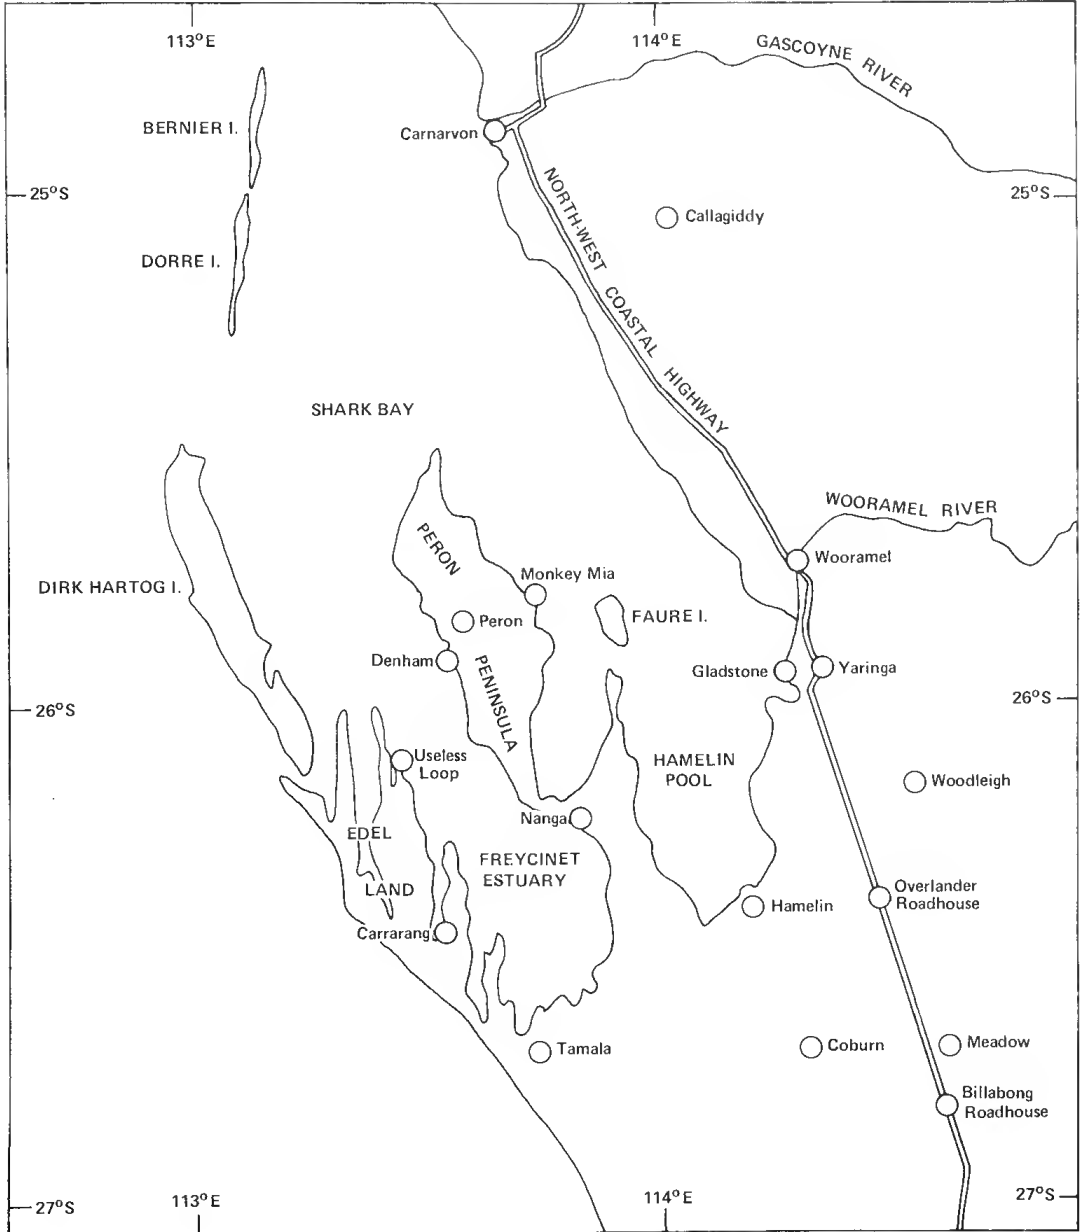 113°E
114°E
GASCOYNE RIVER
BERNIER I.
Carnarvon
25°S
25°S
NORTH-WEST COASTAL HIGHWAY
Callagiddy
DORRE I.
SHARK BAY
WOORAMEL RIVER
PERON
PENINSULA
Wooramel
Monkey Mia
DIRK HARTOG I.
Peron
FAURE I.
Denham
Gladstone
Yaringa
26°S
26°S
Useless
Loop
HAMELIN
POOL
Woodleigh
Nanga
EDEL
LAND
FREYCINET
ESTUARY
Overlander
Roadhouse
Hamelin
Carrarang
Tamala
Coburn
Meadow
Billabong
Roadhouse
27°S
113°E
114°E
27°S